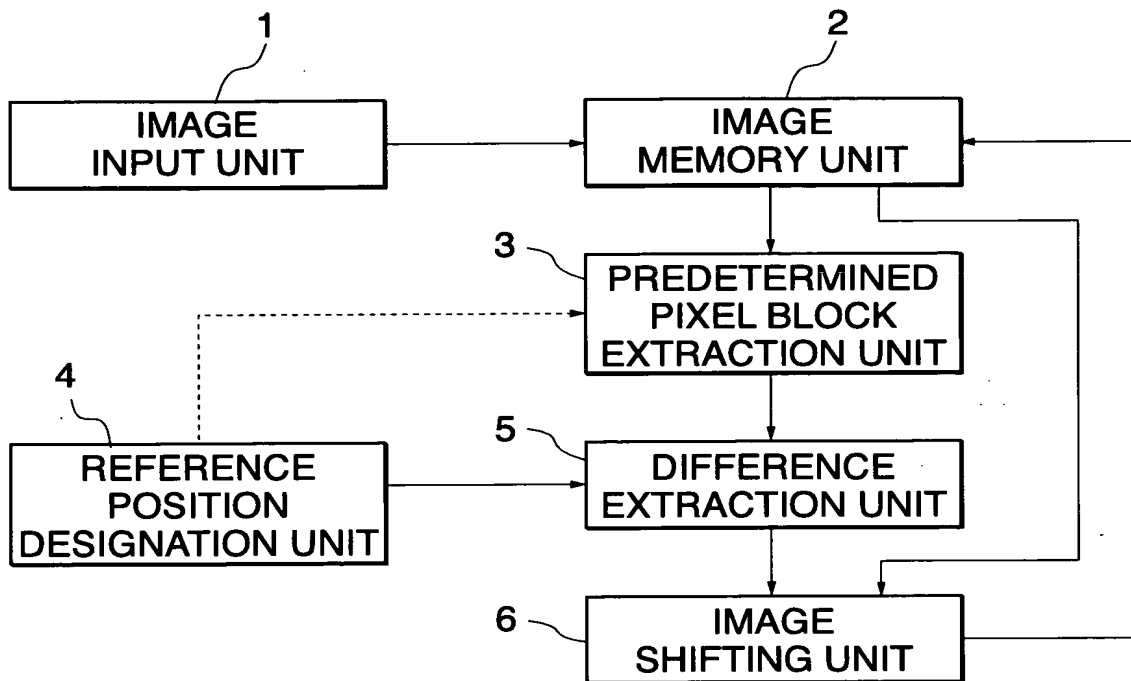 1
IMAGE
INPUT UNIT
2
IMAGE
MEMORY UNIT
3
PREDETERMINED
PIXEL BLOCK
EXTRACTION UNIT
4
REFERENCE
POSITION
DESIGNATION UNIT
5
DIFFERENCE
EXTRACTION UNIT
6
IMAGE
SHIFTING UNIT